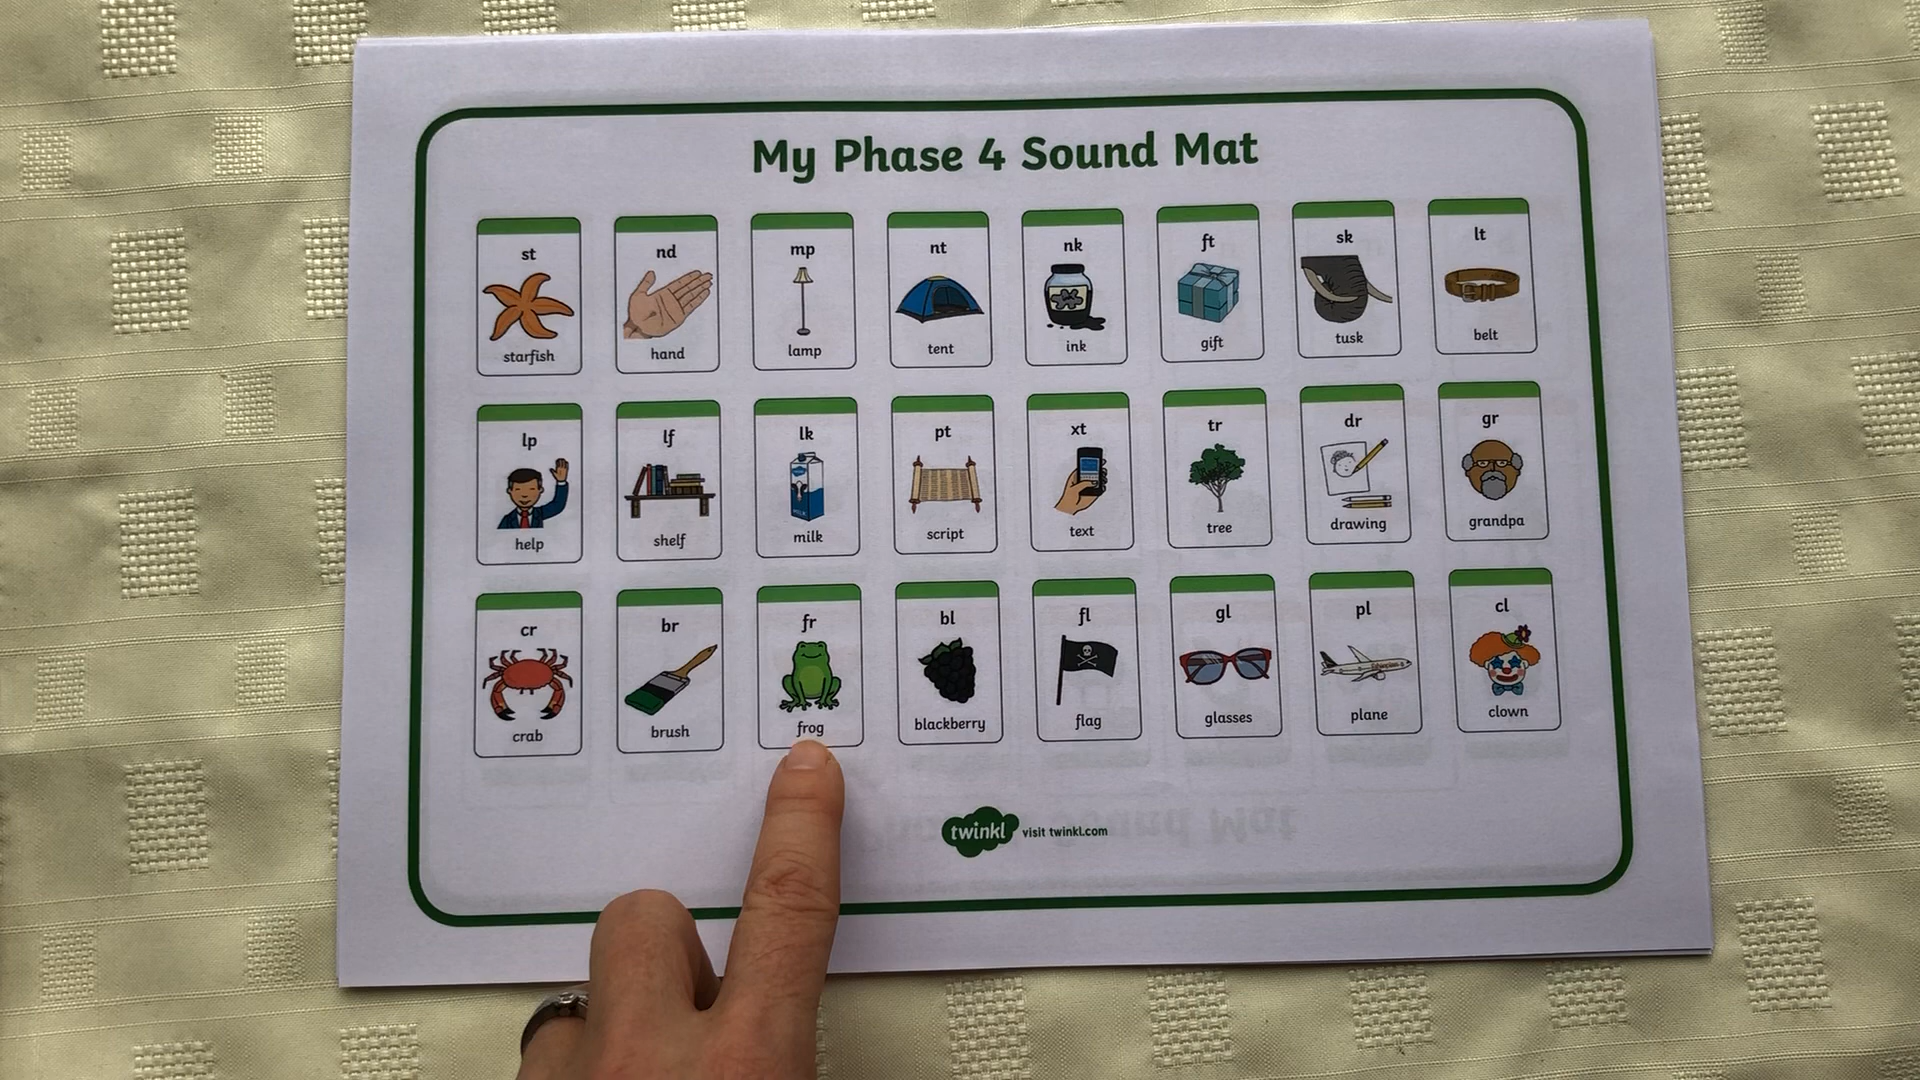 My Phase 4 Sound Mat
st nd mp nt nk ft sk lt
starfish hand lamp tent ink gift tusk belt
lp lf lk pt xt tr dr gr
MILK
help shelf milk script text tree drawing grandpa
cr br fr bl fl gl pl cl
crab brush frog blackberry flag glasses plane clown
twinkl visit twinkl.com